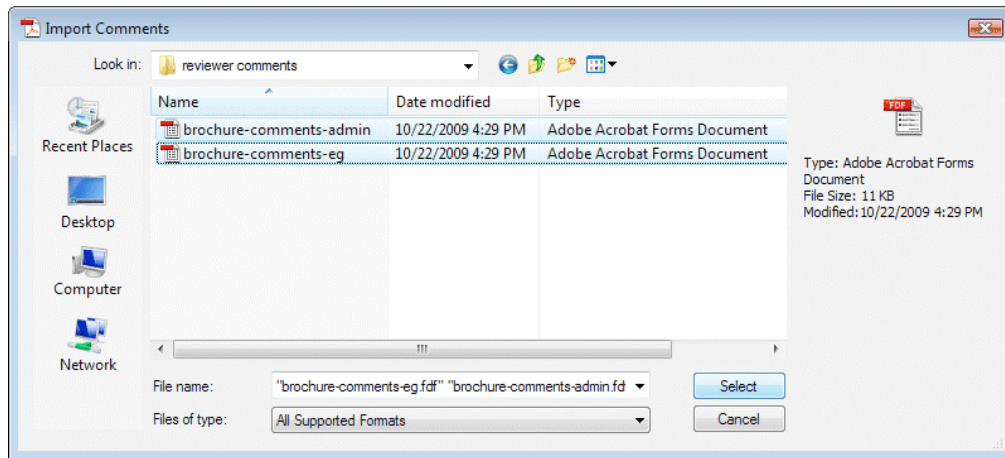 Import Comments
Look in: reviewer comments
Name Date modified Type
brochure-comments-admin 10/22/2009 4:29 PM Adobe Acrobat Forms Document
brochure-comments-eg 10/22/2009 4:29 PM Adobe Acrobat Forms Document
Recent Places
Desktop
Computer
Network
FDF
Type: Adobe Acrobat Forms
Document
File Size: 11 KB
Modified: 10/22/2009 4:29 PM
File name: "brochure-comments-eg.fdf" "brochure-comments-admin.fd
Select
Files of type: All Supported Formats
Cancel